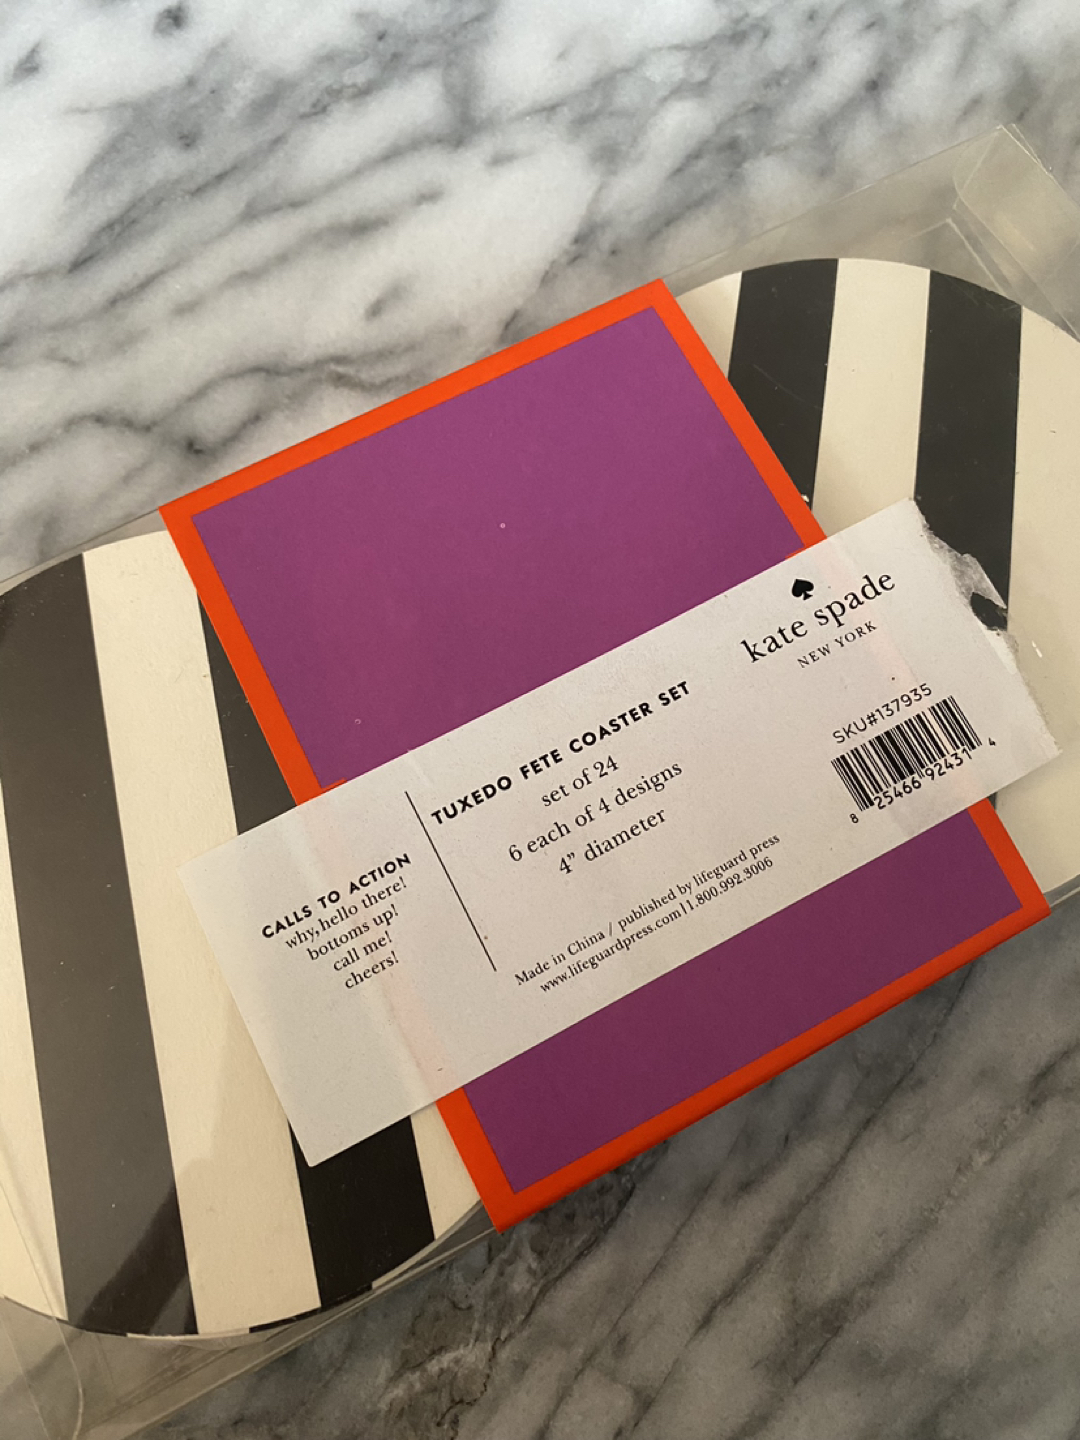 kate spade
NEW YORK
SKU#137935
8 25466 92431 4
TUXEDO FETE COASTER SET
set of 24
6 each of 4 designs
4” diameter
Made in China / published by lifeguard press
www.lifeguardpress.com | 1.800.992.3006
CALLS TO ACTION
why, hello there!
bottoms up!
call me!
cheers!